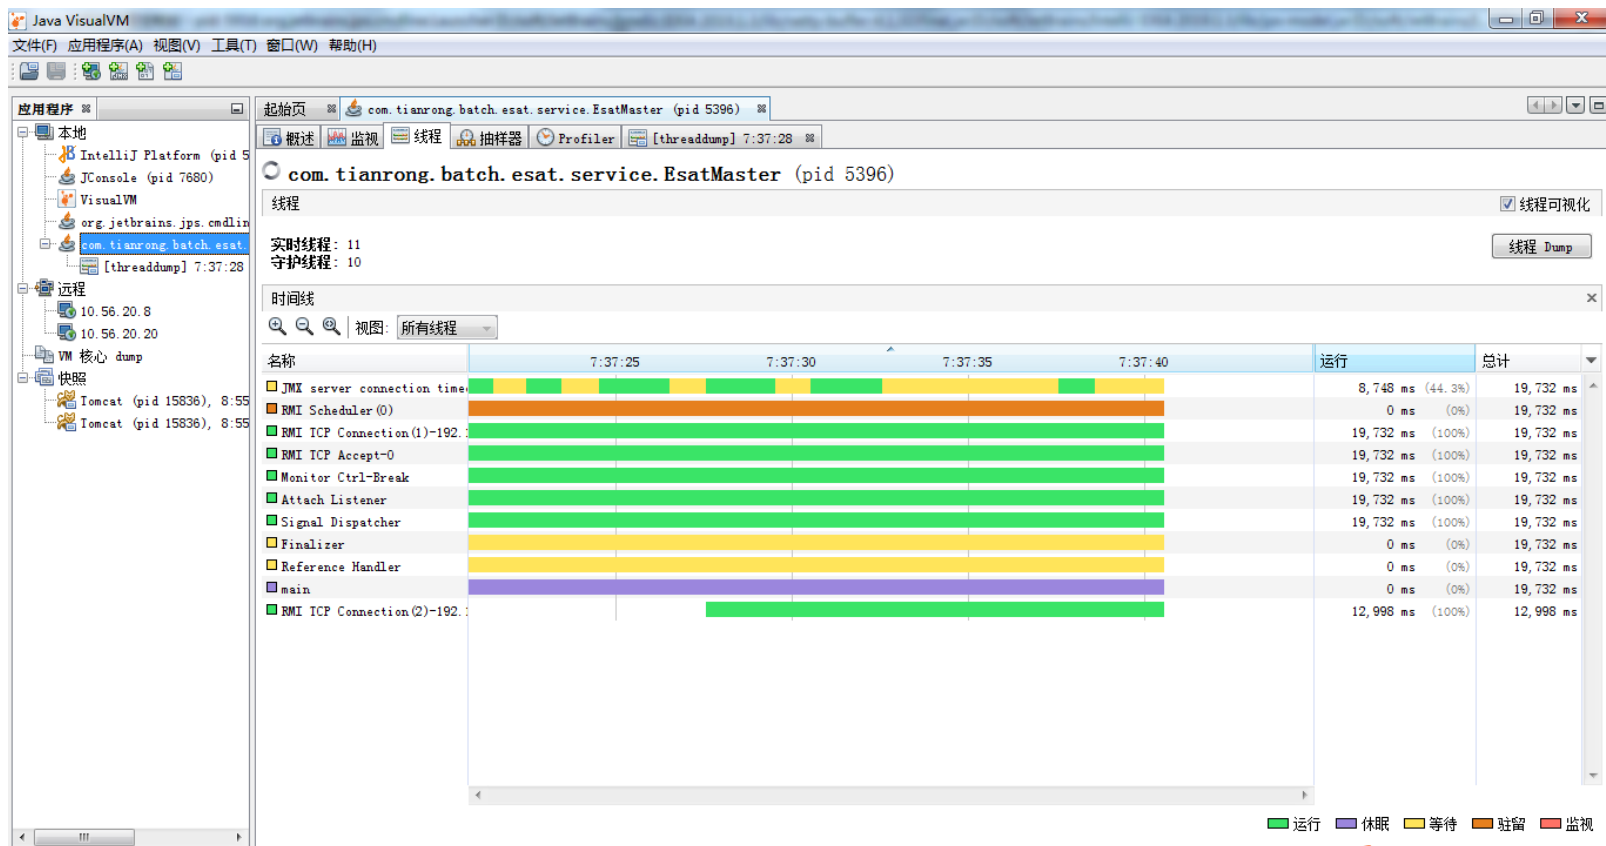 Java VisualVM
文件(F) 应用程序(A) 视图(V) 工具(T) 窗口(W) 帮助(H)
应用程序
本地
IntelliJ Platform (pid 5
JConsole (pid 7680)
VisualVM
org.jetbrains.jps.cmdlin
com.tianrong.batch.esat.
[threaddump] 7:37:28
远程
10.56.20.8
10.56.20.20
VM 核心 dump
快照
Tomcat (pid 15836), 8:55
Tomcat (pid 15836), 8:55
起始页 com.tianrong.batch.esat.service.EsatMaster (pid 5396)
概述 监视 线程 抽样器 Profiler [threaddump] 7:37:28
com.tianrong.batch.esat.service.EsatMaster (pid 5396)
线程 线程可视化
实时线程: 11
守护线程: 10
线程 Dump
时间线
视图: 所有线程
名称 7:37:25 7:37:30 7:37:35 7:37:40 运行 总计
JMX server connection time 8,748 ms (44.3%) 19,732 ms
RMI Scheduler(0) 0 ms (0%) 19,732 ms
RMI TCP Connection(1)-192. 19,732 ms (100%) 19,732 ms
RMI TCP Accept-0 19,732 ms (100%) 19,732 ms
Monitor Ctrl-Break 19,732 ms (100%) 19,732 ms
Attach Listener 19,732 ms (100%) 19,732 ms
Signal Dispatcher 19,732 ms (100%) 19,732 ms
Finalizer 0 ms (0%) 19,732 ms
Reference Handler 0 ms (0%) 19,732 ms
main 0 ms (0%) 19,732 ms
RMI TCP Connection(2)-192. 12,998 ms (100%) 12,998 ms
运行 休眠 等待 驻留 监视